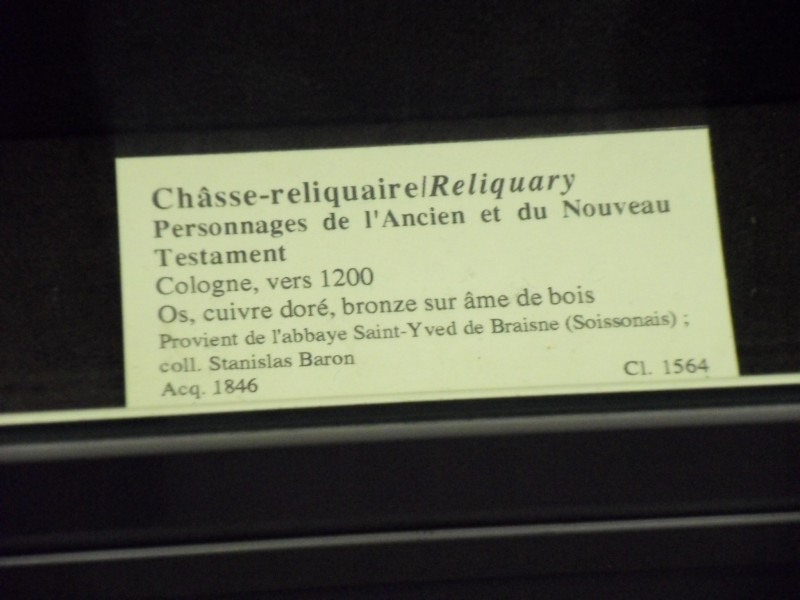 Châsse-reliquaire/Reliquary
Personnages de l'Ancien et du Nouveau
Testament
Cologne, vers 1200
Os, cuivre doré, bronze sur âme de bois
Provient de l'abbaye Saint-Yved de Braisne (Soissonais) ;
coll. Stanislas Baron
Acq. 1846 Cl. 1564